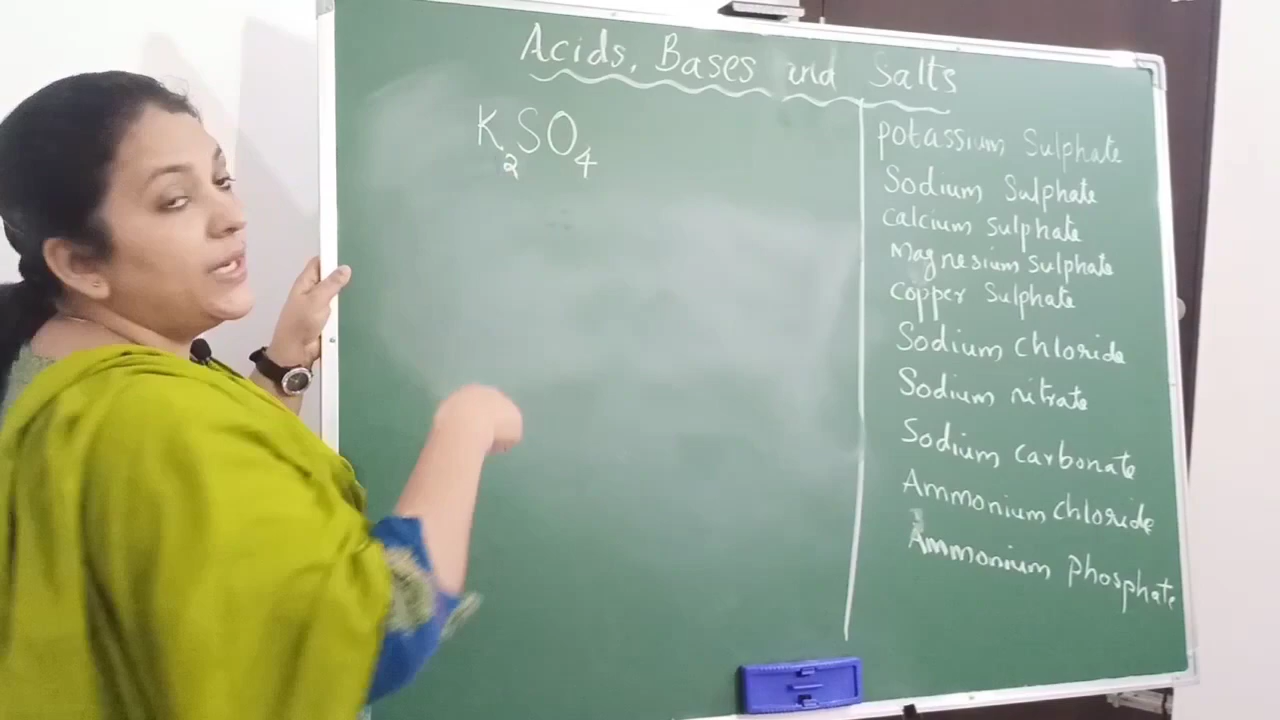 Acids, Bases and Salts
K₂SO₄
Potassium Sulphate
Sodium Sulphate
Calcium Sulphate
Magnesium Sulphate
Copper Sulphate
Sodium Chloride
Sodium nitrate
Sodium carbonate
Ammonium Chloride
Ammonium phosphate